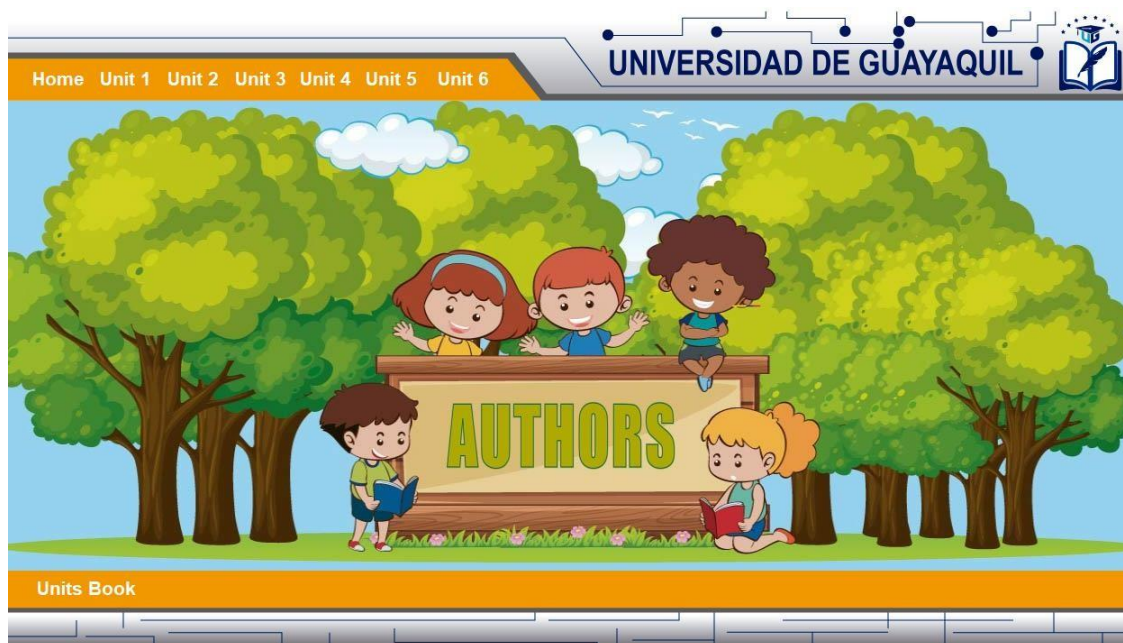 UNIVERSIDAD DE GUAYAQUIL
UG
Home Unit 1 Unit 2 Unit 3 Unit 4 Unit 5 Unit 6
AUTHORS
Units Book